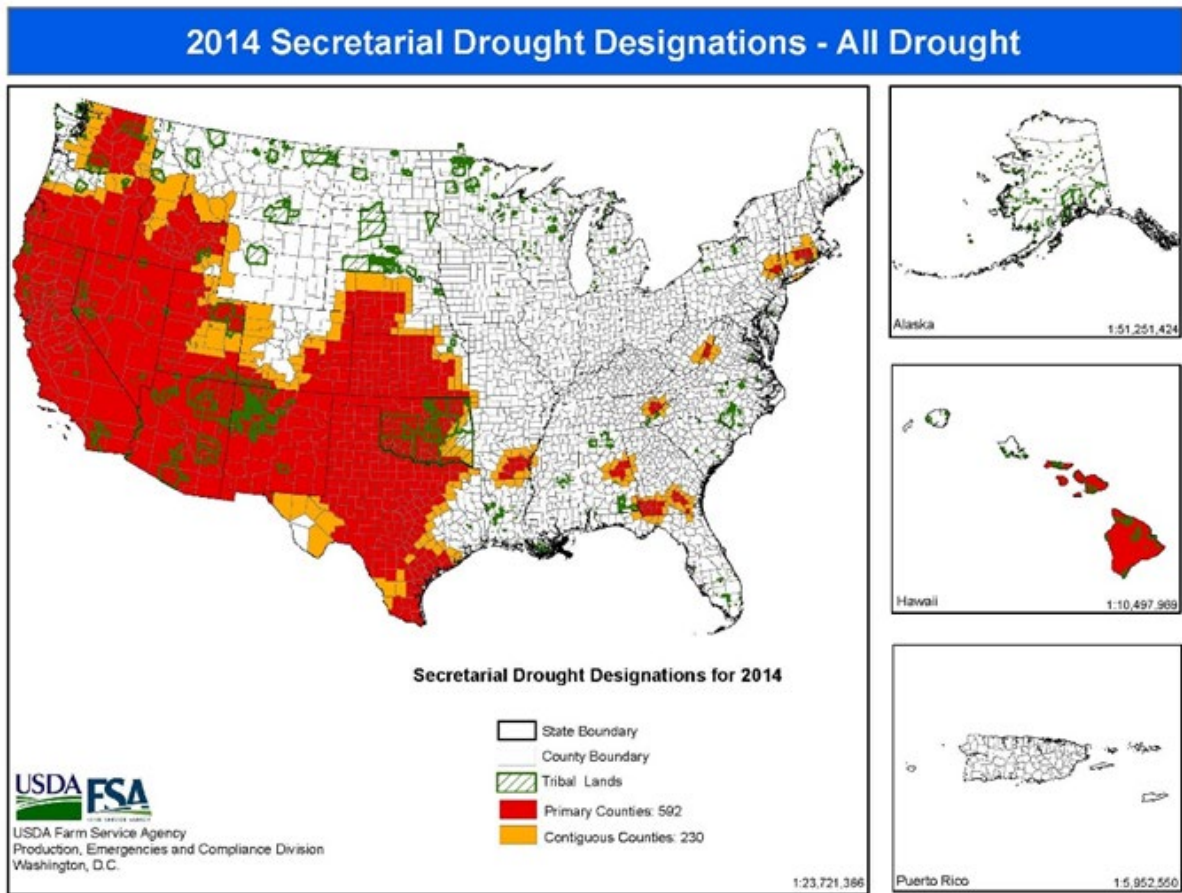 2014 Secretarial Drought Designations - All Drought
Alaska
1:51,251,424
Hawaii
1:10,497,969
Puerto Rico
1:5,952,550
Secretarial Drought Designations for 2014
State Boundary
County Boundary
Tribal Lands
Primary Counties: 592
Contiguous Counties: 230
USDA FSA
USDA Farm Service Agency
Production, Emergencies and Compliance Division
Washington, D.C.
1:23,721,366